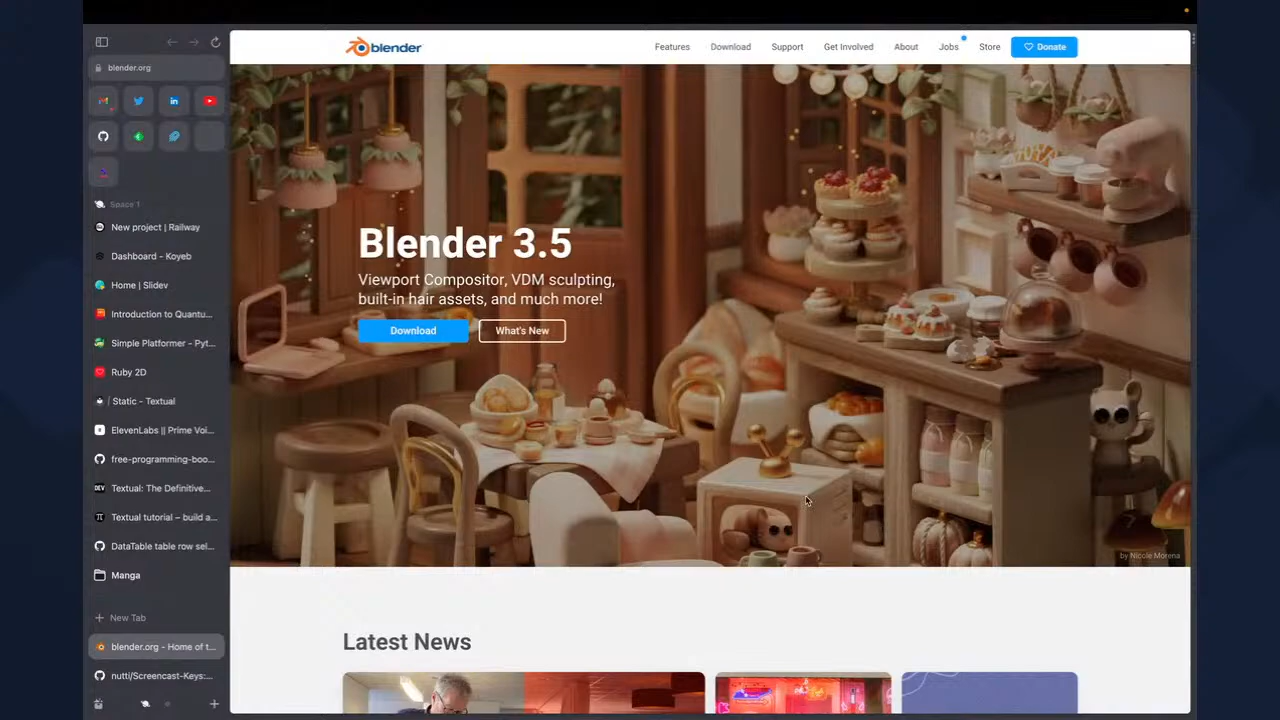 blender.org
Space 1
New project | Railway
Dashboard - Koyeb
Home | Slidev
Introduction to Quantu...
Simple Platformer - Pyt...
Ruby 2D
Static - Textual
ElevenLabs || Prime Voi...
free-programming-boo...
DEV Textual: The Definitive...
Textual tutorial – build a...
DataTable table row sel...
Manga
New Tab
blender.org - Home of t...
nutti/Screencast-Keys:...
blender
Features Download Support Get Involved About Jobs Store Donate
Blender 3.5
Viewport Compositor, VDM sculpting,
built-in hair assets, and much more!
Download What's New
by Nicole Morena
Latest News